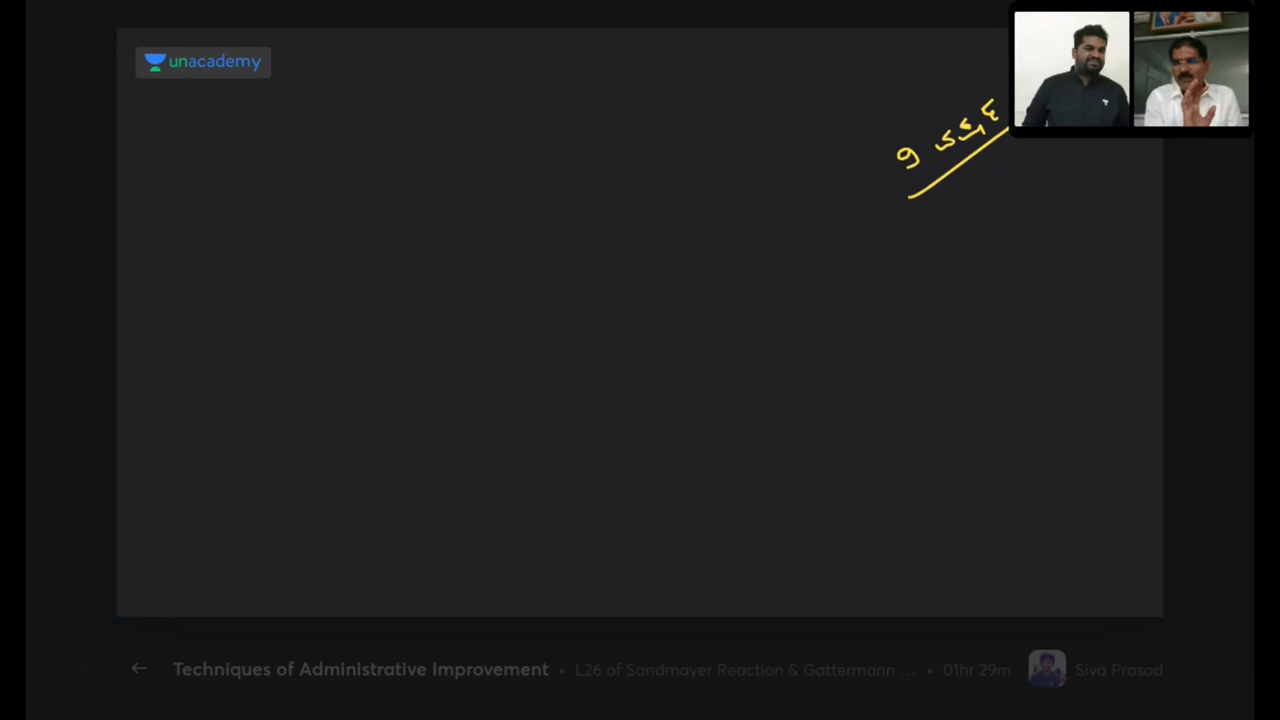 unacademy
Techniques of Administrative Improvement • L26 of Sandmayer Reaction & Gattermann ... • 01hr 29m Siva Prasad